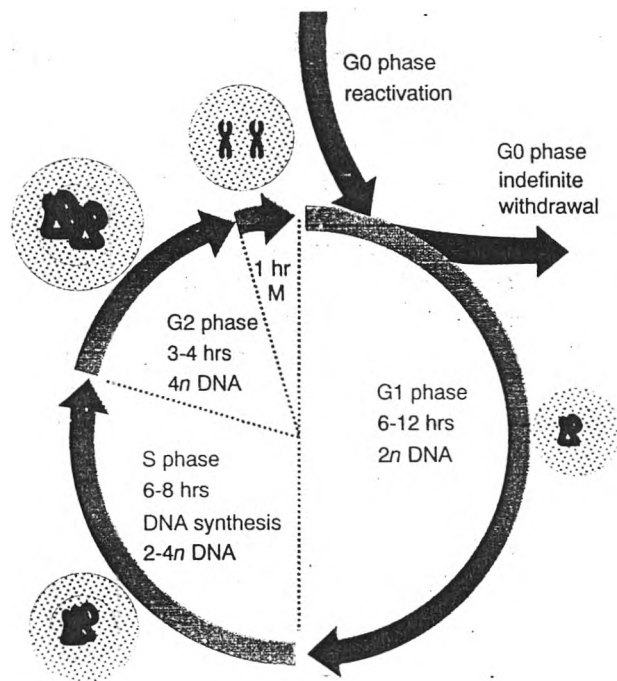 G0 phase
reactivation
G0 phase
indefinite
withdrawal
1 hr
M
G2 phase
3-4 hrs
4n DNA
G1 phase
6-12 hrs
2n DNA
S phase
6-8 hrs
DNA synthesis
2-4n DNA